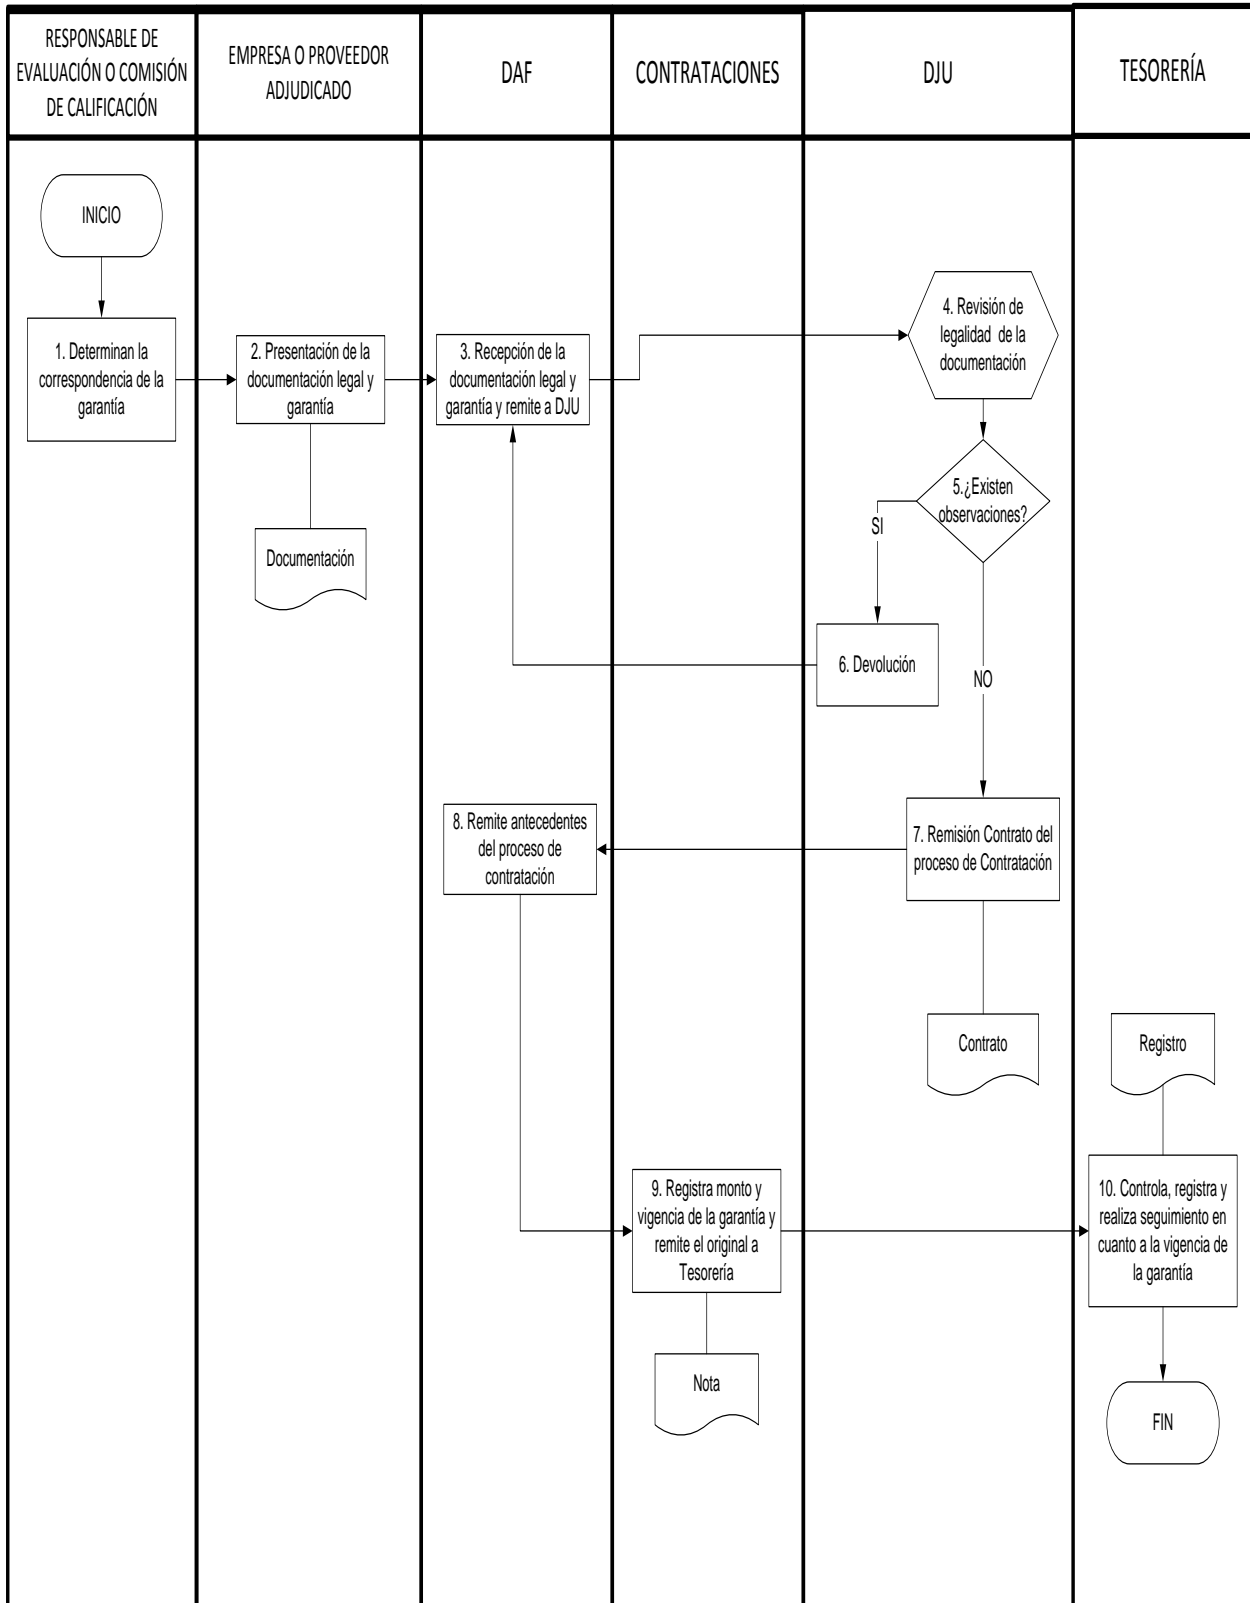 RESPONSABLE DE
EVALUACIÓN O COMISIÓN
DE CALIFICACIÓN
EMPRESA O PROVEEDOR
ADJUDICADO
DAF
CONTRATACIONES
DJU
TESORERÍA
INICIO
1. Determinan la
correspondencia de la
garantía
2. Presentación de la
documentación legal y
garantía
Documentación
3. Recepción de la
documentación legal y
garantía y remite a DJU
4. Revisión de
legalidad de la
documentación
5.¿Existen
observaciones?
SI
6. Devolución
NO
7. Remisión Contrato del
proceso de Contratación
8. Remite antecedentes
del proceso de
contratación
Contrato
Registro
9. Registra monto y
vigencia de la garantía y
remite el original a
Tesorería
Nota
10. Controla, registra y
realiza seguimiento en
cuanto a la vigencia de
la garantía
FIN